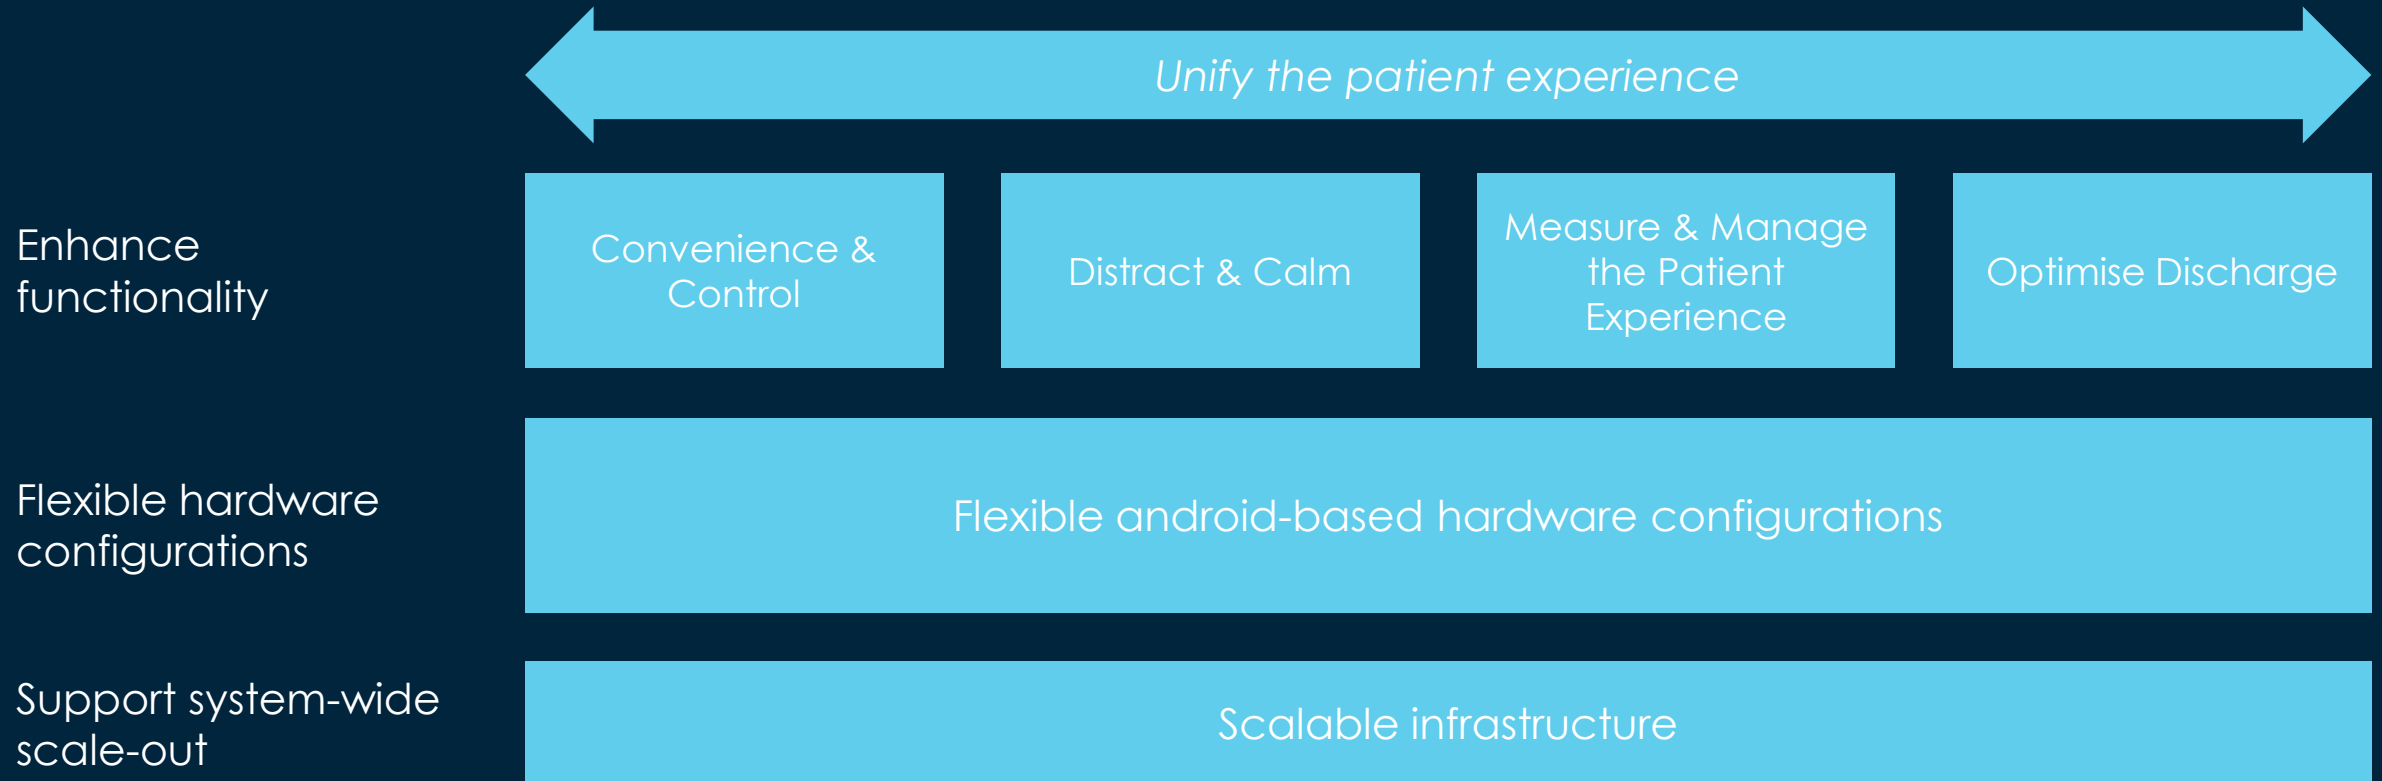 Unify the patient experience
Enhance
functionality
Convenience &
Control
Distract & Calm
Measure & Manage
the Patient
Experience
Optimise Discharge
Flexible hardware
configurations
Flexible android-based hardware configurations
Support system-wide
scale-out
Scalable infrastructure